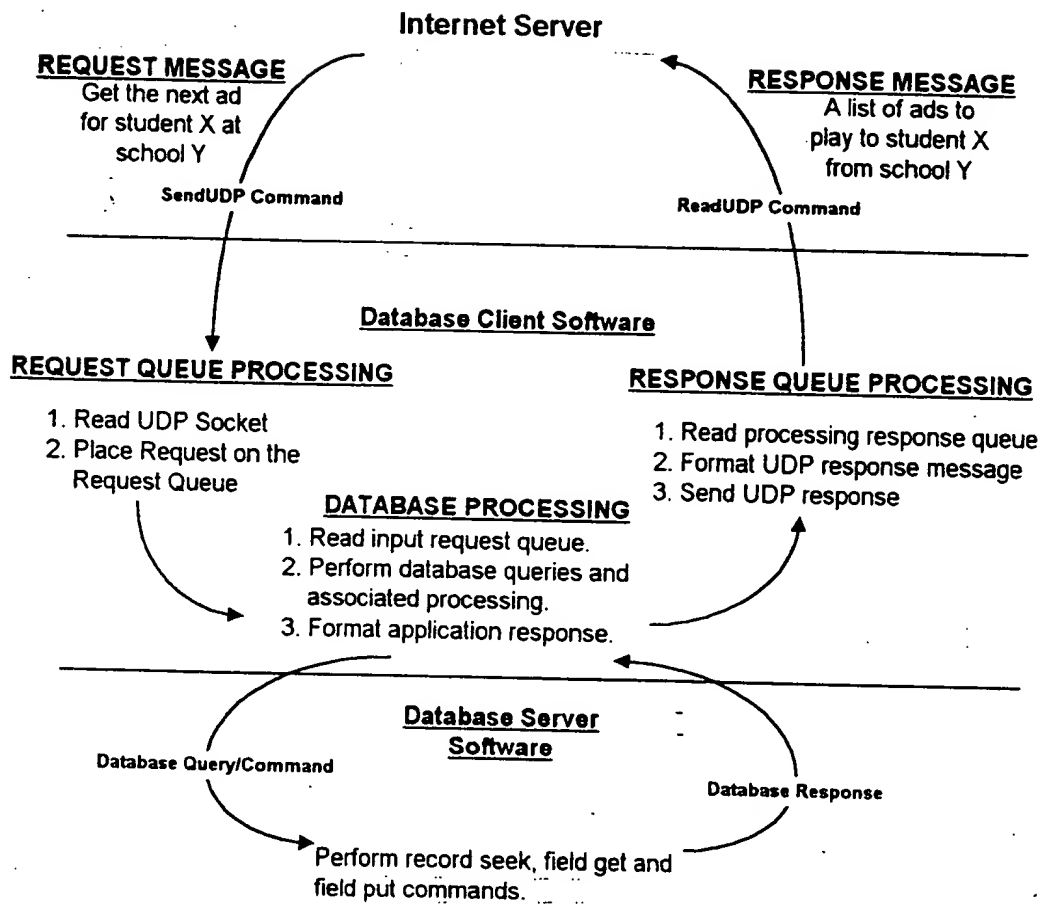 Internet Server
REQUEST MESSAGE
Get the next ad
for student X at
school Y
RESPONSE MESSAGE
A list of ads to
play to student X
from school Y
SendUDP Command
ReadUDP Command
Database Client Software
REQUEST QUEUE PROCESSING
1. Read UDP Socket
2. Place Request on the
Request Queue
RESPONSE QUEUE PROCESSING
1. Read processing response queue
2. Format UDP response message
3. Send UDP response
DATABASE PROCESSING
1. Read input request queue.
2. Perform database queries and
associated processing.
3. Format application response.
Database Server
Software
Database Query/Command
Database Response
Perform record seek, field get and
field put commands.